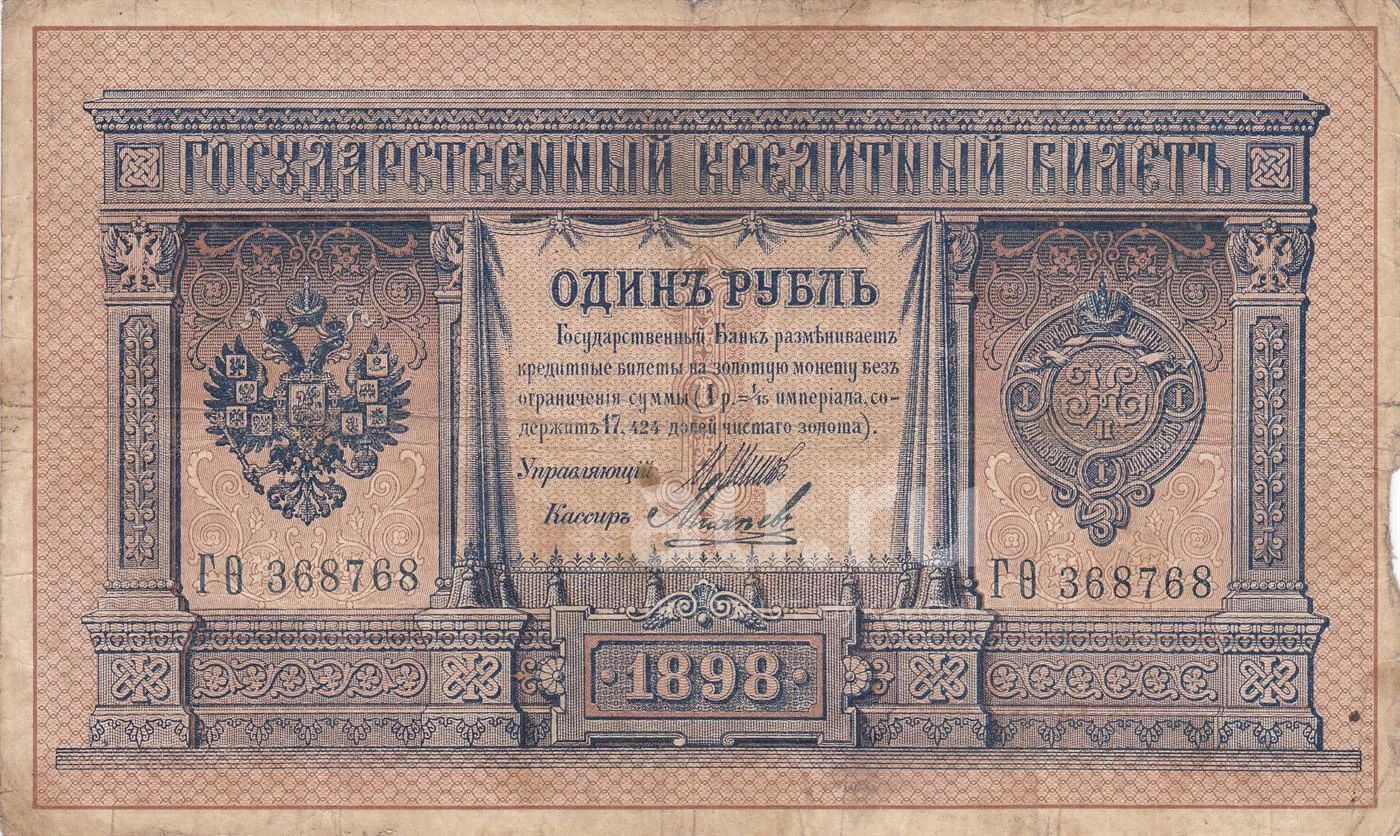 ГОСУДАРСТВЕННЫЙ КРЕДИТНЫЙ БИЛЕТЪ
ОДИНЪ РУБЛЬ
Государственный Банкъ размѣниваетъ
кредитные билеты на золотую монету безъ
ограниченія суммы (1 р. = 1/15 имперіала, со-
держитъ 17,424 долей чистаго золота).
Управляющій
Кассиръ
ГѲ 368768
ГѲ 368768
1898